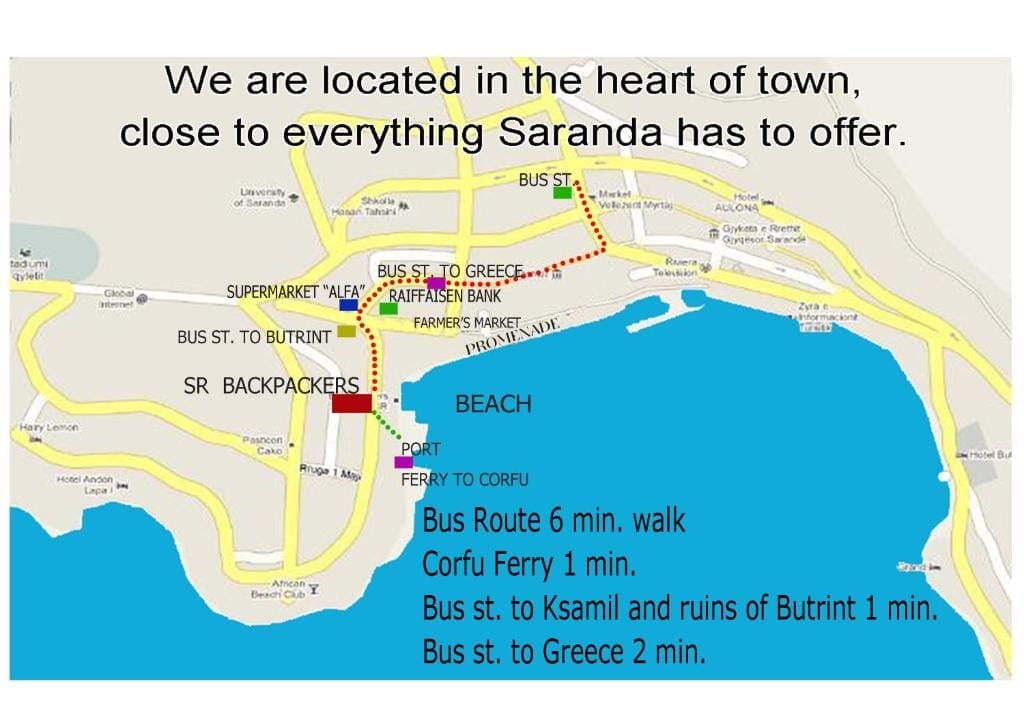 We are located in the heart of town,
close to everything Saranda has to offer.
BUS ST.
University
of Saranda
Shkolla
Hasan Tahsini
Market
Vellezerit Myrtaj
Hotel
AULONA
Gjykata e Rrethit
Gjyqesor Sarande
BUS ST. TO GREECE
Riviera
Television
SUPERMARKET "ALFA"
RAIFFAISEN BANK
Global
Internet
FARMER'S MARKET
BUS ST. TO BUTRINT
PROMENADE
Zyra e
Informacionit
Turistik
SR BACKPACKERS
BEACH
Hairy Lemon
Pasticeri
Cako
PORT
Rruga 1 Maji
FERRY TO CORFU
Hotel Andon
Lapa I
Hotel But
Bus Route 6 min. walk
Corfu Ferry 1 min.
Grand
African
Beach Club
Bus st. to Ksamil and ruins of Butrint 1 min.
Bus st. to Greece 2 min.